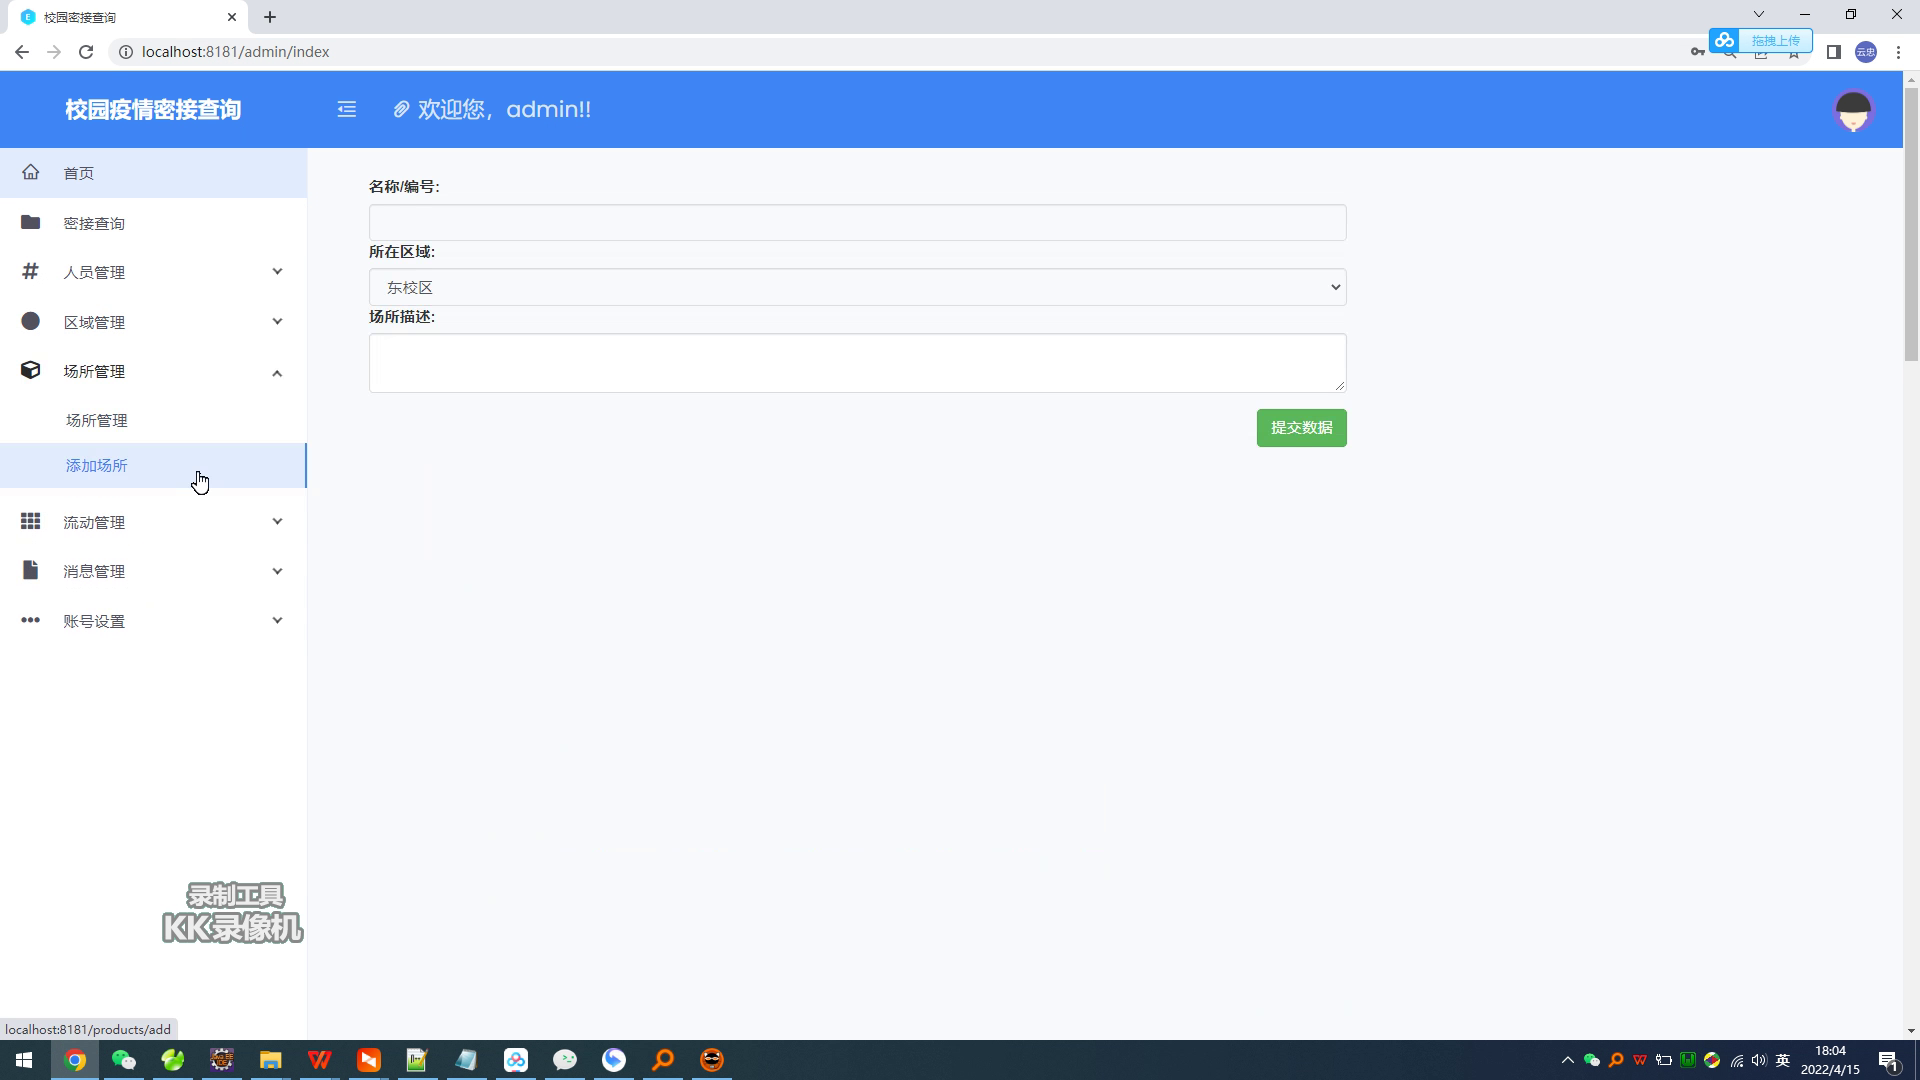 校园密接查询
拖拽上传
localhost:8181/admin/index
云忠
校园疫情密接查询
欢迎您，admin!!
首页
名称/编号:
密接查询
所在区域:
人员管理
东校区
区域管理
场所描述:
场所管理
场所管理
提交数据
添加场所
流动管理
消息管理
账号设置
录制工具
KK录像机
localhost:8181/products/add
英
18:04
2022/4/15
1